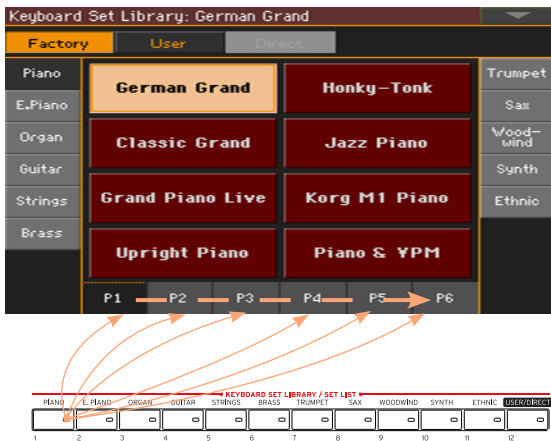 Keyboard Set Library: German Grand
Factory User Direct
Piano
E.Piano
Organ
Guitar
Strings
Brass
German Grand Honky-Tonk
Classic Grand Jazz Piano
Grand Piano Live Korg M1 Piano
Upright Piano Piano & ¥PM
Trumpet
Sax
Wood-
wind
Synth
Ethnic
P1 P2 P3 P4 P5 P6
KEYBOARD SET LIBRARY / SET LIST
PIANO E. PIANO ORGAN GUITAR STRINGS BRASS TRUMPET SAX WOODWIND SYNTH ETHNIC USER/DIRECT
1 2 3 4 5 6 7 8 9 10 11 12